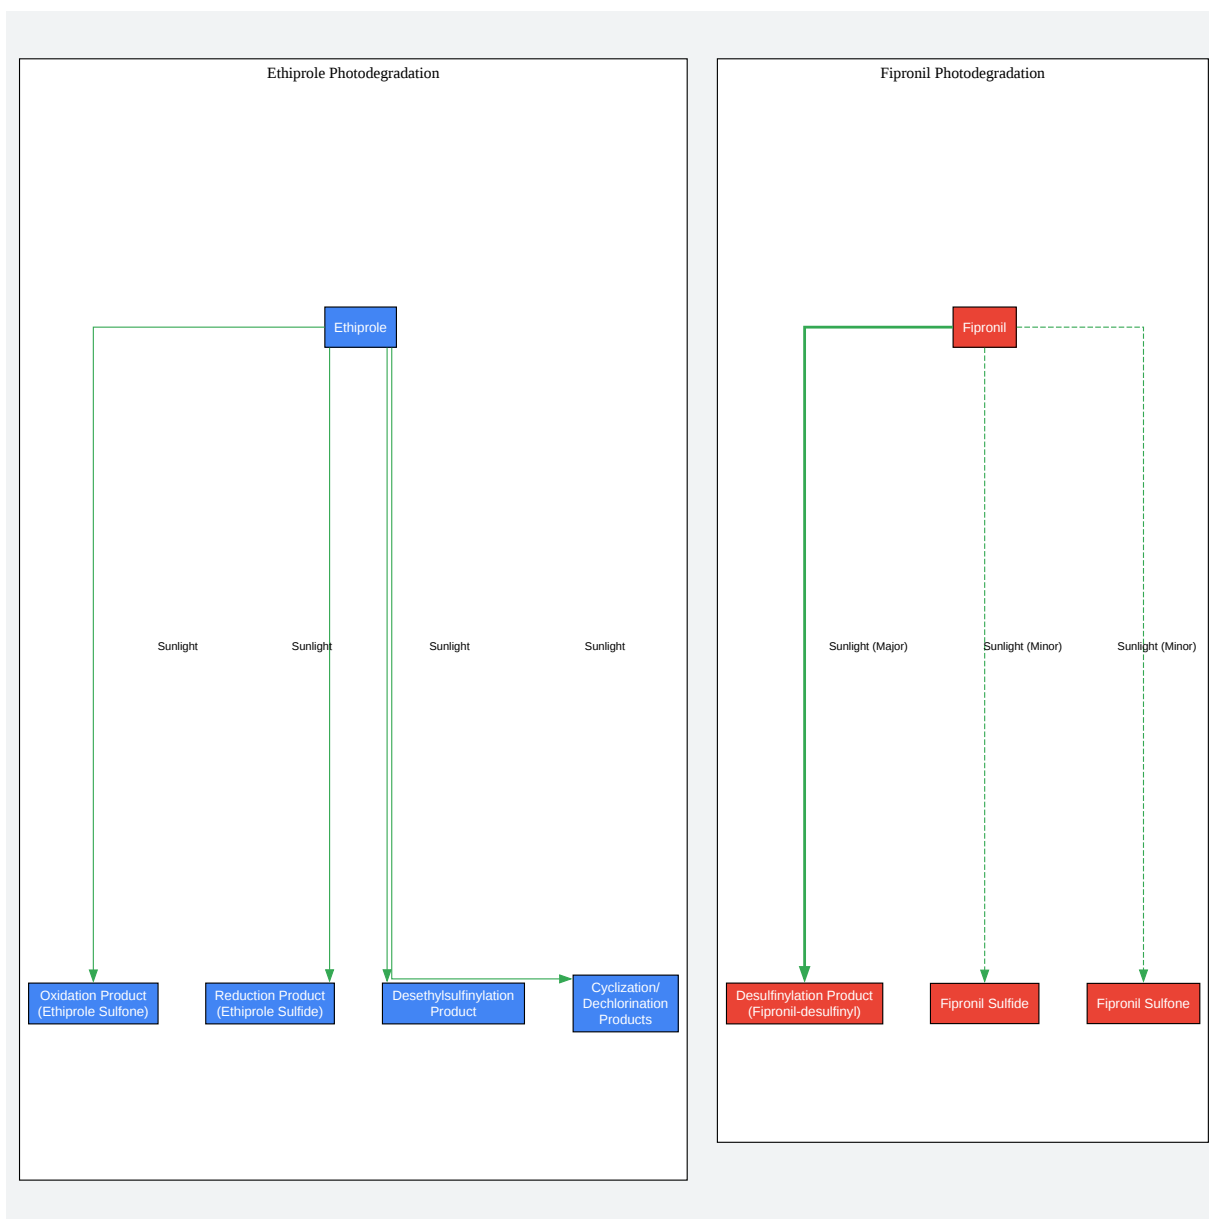 Ethiprole Photodegradation
Ethiprole
Sunlight
Sunlight
Sunlight
Sunlight
Oxidation Product
(Ethiprole Sulfone)
Reduction Product
(Ethiprole Sulfide)
Desethylsulfinylation
Product
Cyclization/
Dechlorination
Products
Fipronil Photodegradation
Fipronil
Sunlight (Major)
Sunlight (Minor)
Sunlight (Minor)
Desulfinylation Product
(Fipronil-desulfinyl)
Fipronil Sulfide
Fipronil Sulfone